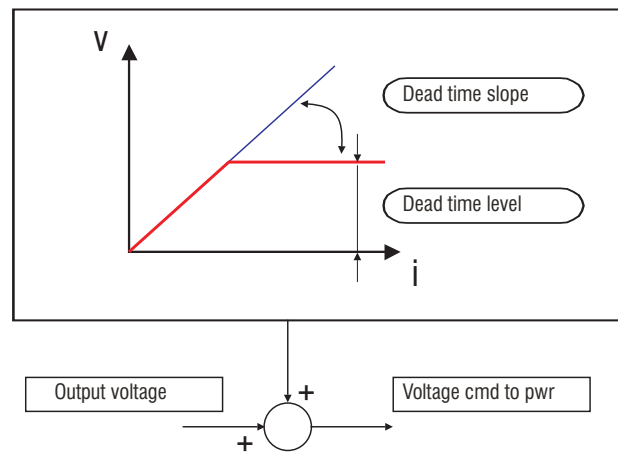 V
Dead time slope
Dead time level
i
Output voltage
+
Voltage cmd to pwr
+